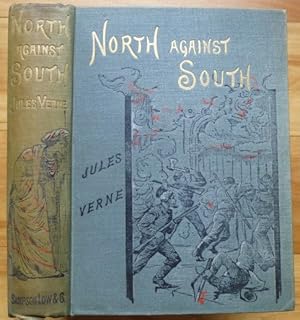 NORTH
AGAINST
SOUTH
JULES VERNE
SAMPSON LOW & Co.
NORTH AGAINST
SOUTH
JULES
VERNE